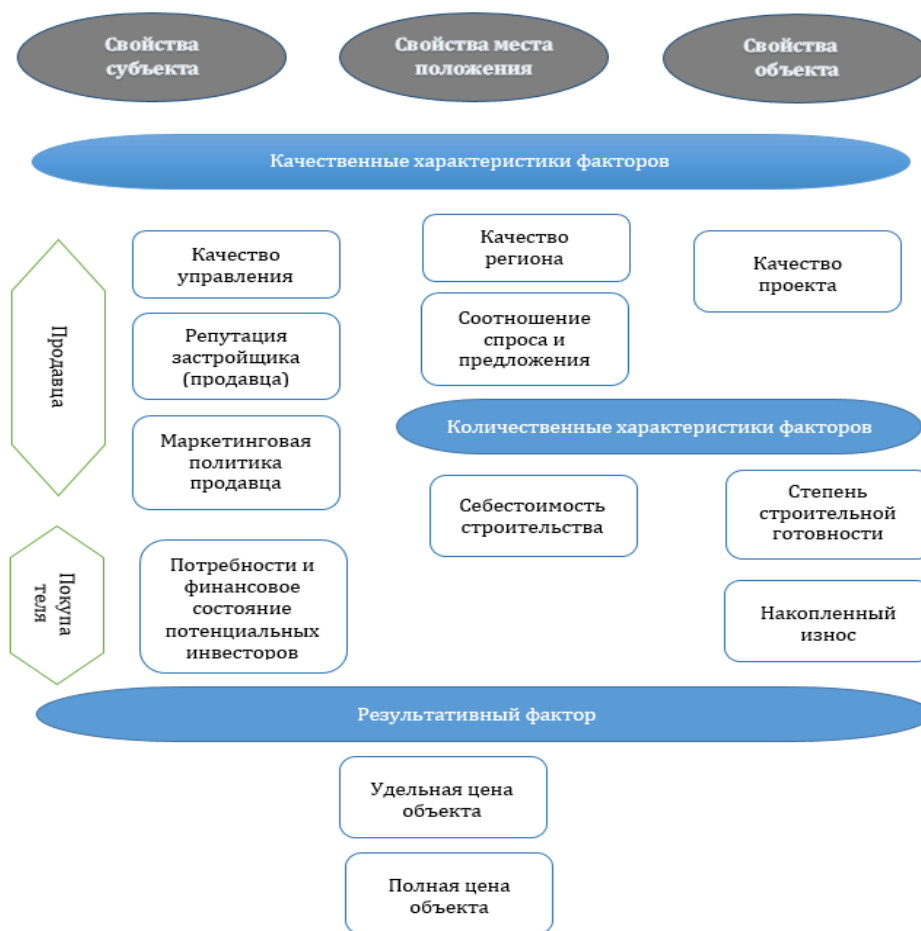 Свойства
субъекта
Свойства места
положения
Свойства
объекта
Качественные характеристики факторов
Продавца
Качество
управления
Репутация
застройщика
(продавца)
Маркетинговая
политика
продавца
Качество
региона
Соотношение
спроса и
предложения
Качество
проекта
Количественные характеристики факторов
Себестоимость
строительства
Степень
строительной
готовности
Накопленный
износ
Покупа
теля
Потребности и
финансовое
состояние
потенциальных
инвесторов
Результативный фактор
Удельная цена
объекта
Полная цена
объекта